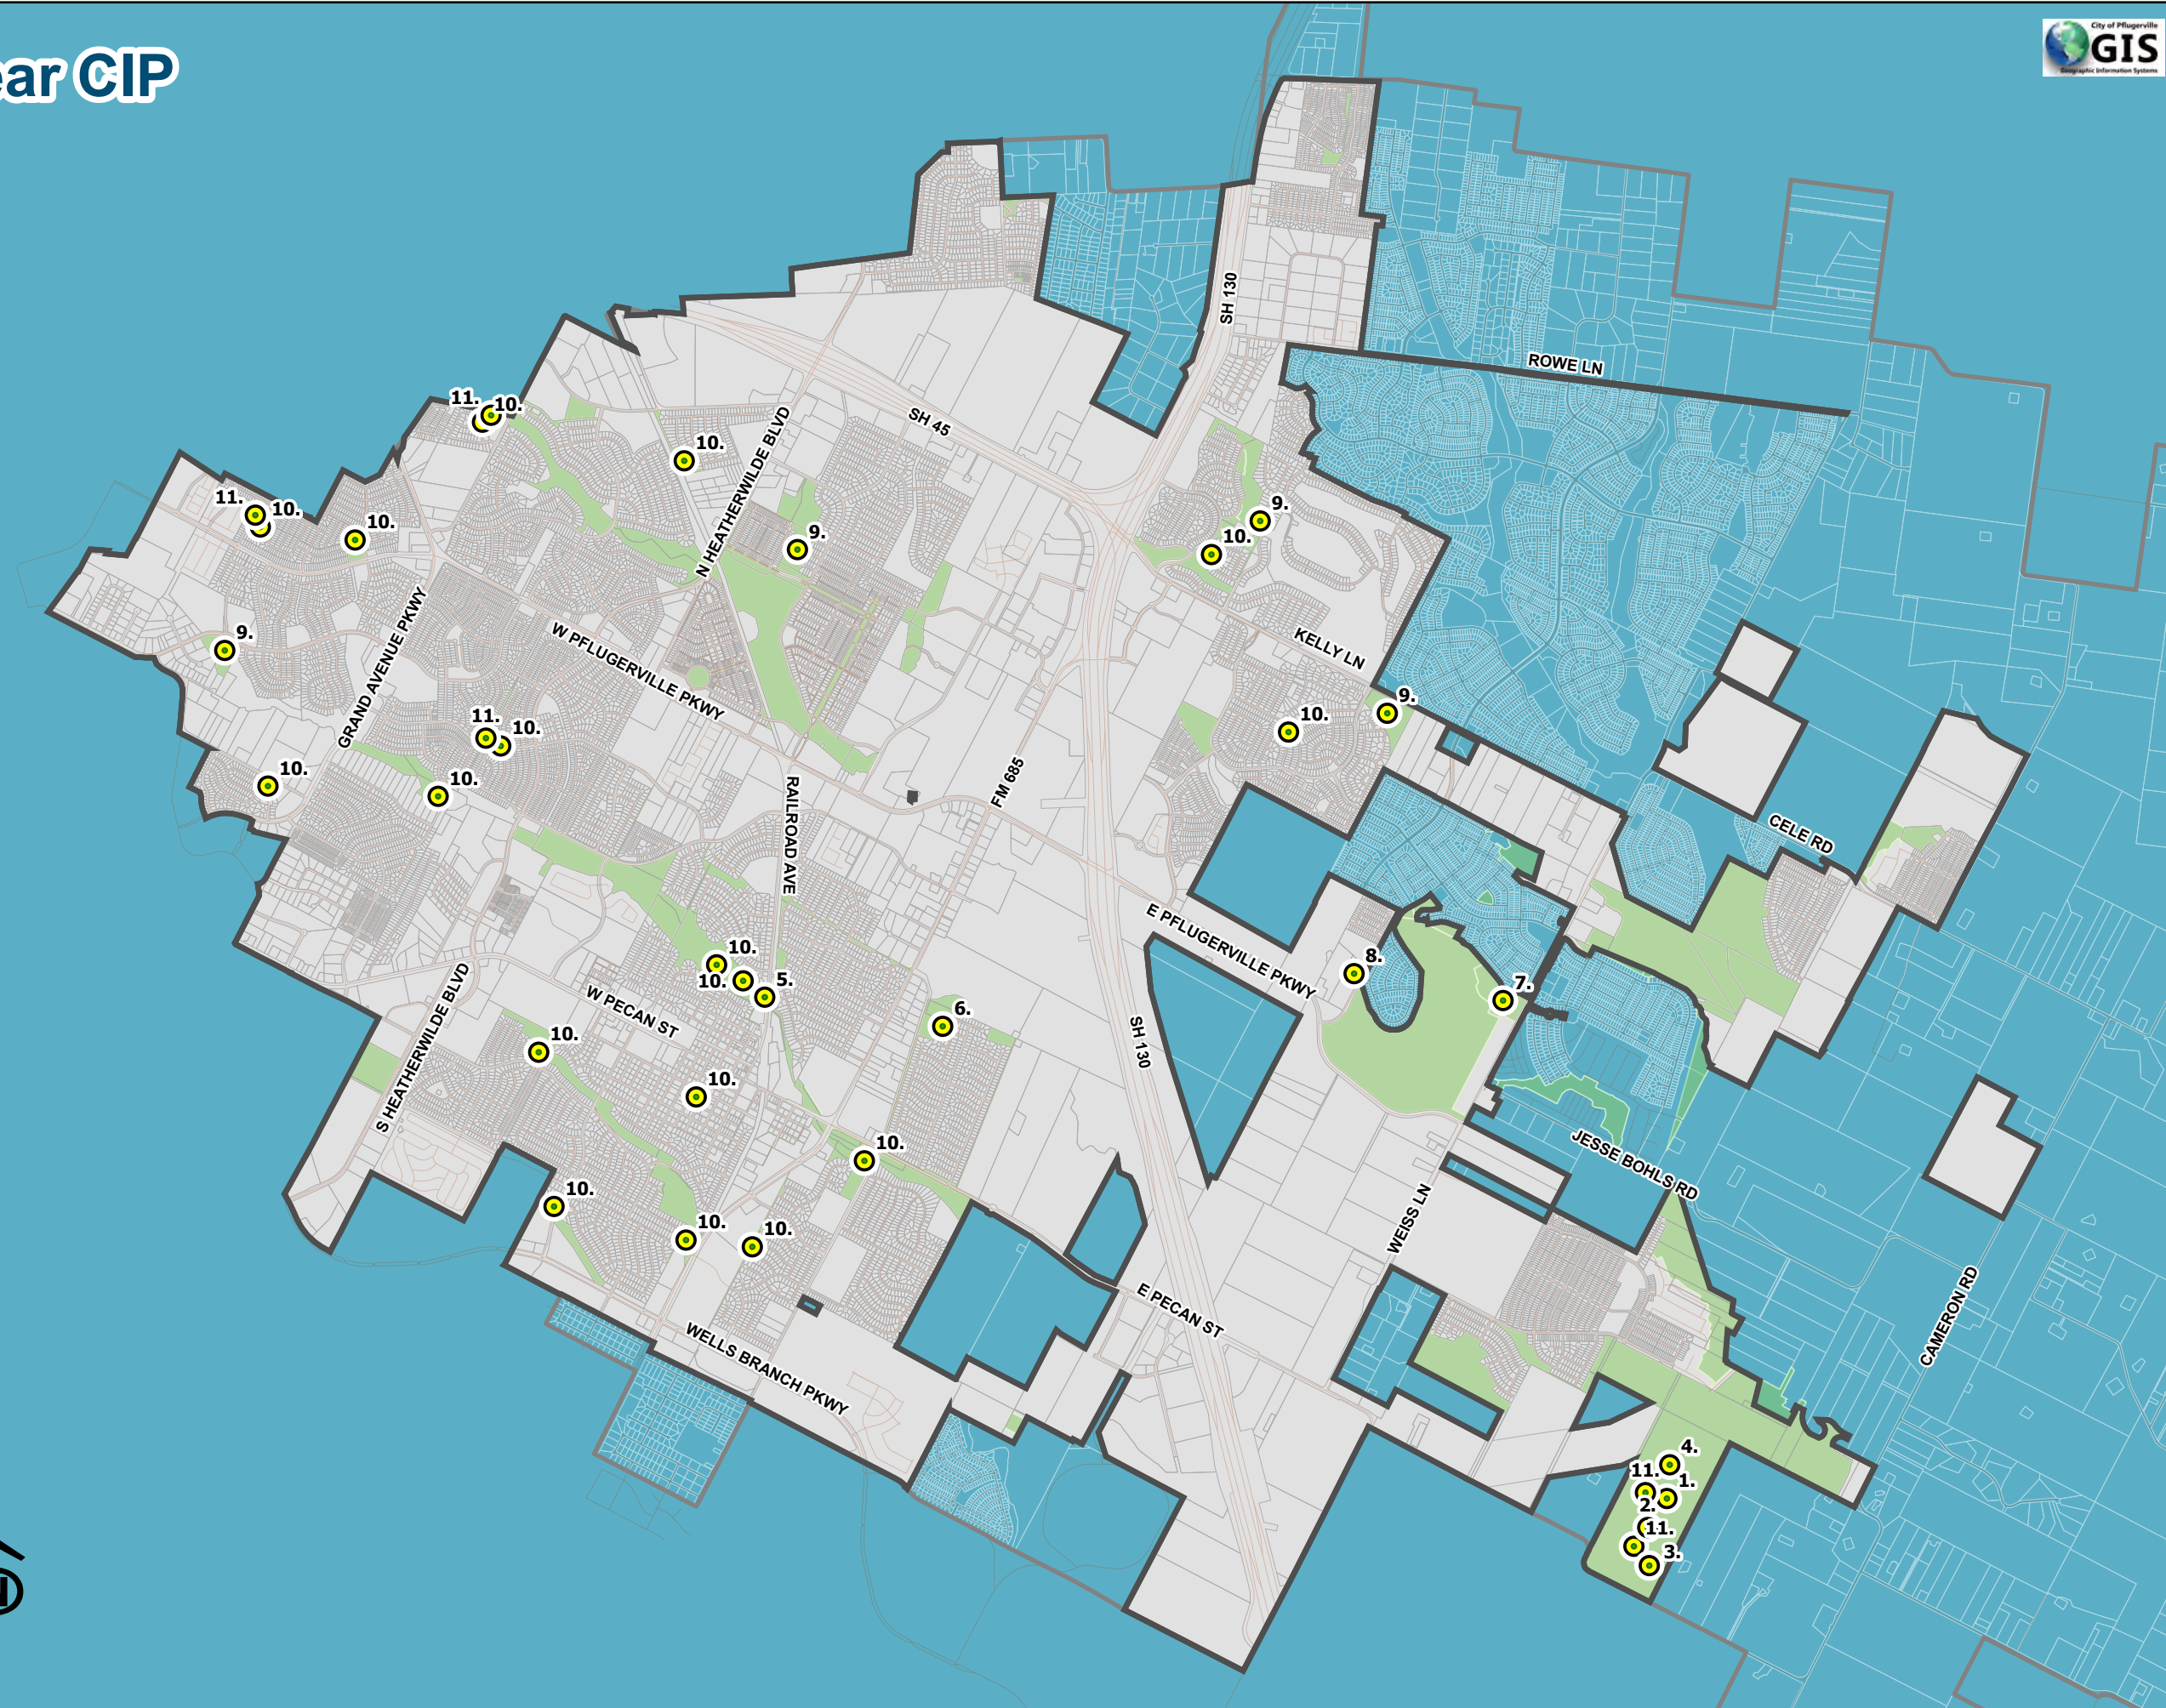 City of Pflugerville
GIS
Geographic Information Systems
ear CIP
SH 130
ROWE LN
11.
10.
SH 45
N HEATHERWILDE BLVD
10.
11.
10.
10.
9.
9.
10.
9.
GRAND AVENUE PKWY
W PFLUGERVILLE PKWY
KELLY LN
9.
10.
11.
10.
10.
10.
FM 685
RAILROAD AVE
CELE RD
E PFLUGERVILLE PKWY
10.
10.
5.
8.
7.
6.
W PECAN ST
S HEATHERWILDE BLVD
SH 130
10.
10.
10.
JESSE BOHLS RD
WEISS LN
10.
10.
10.
E PECAN ST
CAMERON RD
WELLS BRANCH PKWY
4.
11.
1.
2.
11.
3.
N